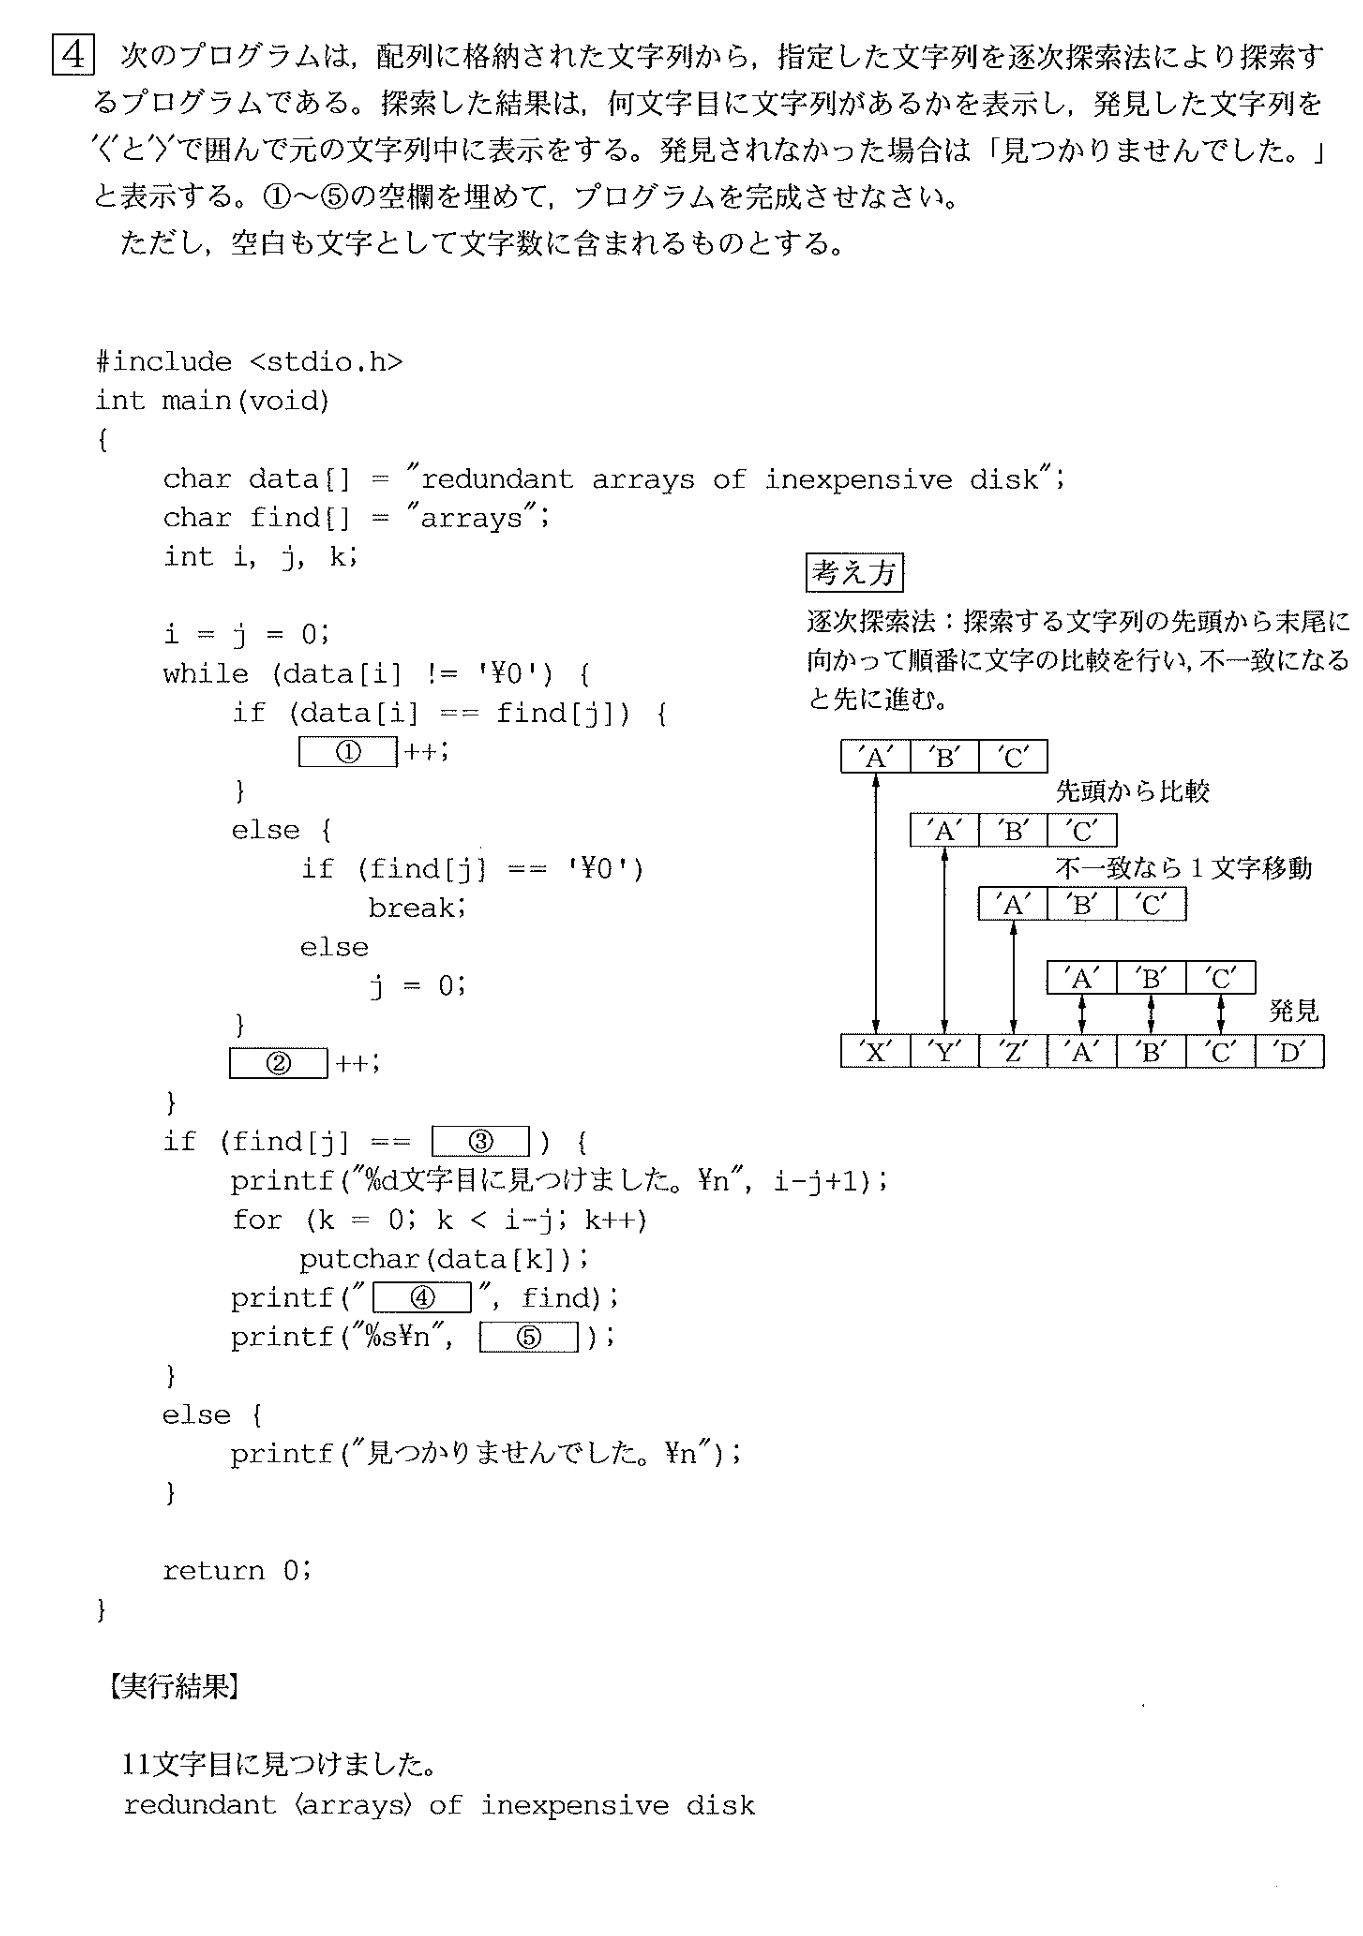 4 次のプログラムは，配列に格納された文字列から，指定した文字列を逐次探索法により探索す
るプログラムである。探索した結果は，何文字目に文字列があるかを表示し，発見した文字列を
′〈′と′〉′で囲んで元の文字列中に表示をする。発見されなかった場合は「見つかりませんでした。」
と表示する。①～⑤の空欄を埋めて，プログラムを完成させなさい。
ただし，空白も文字として文字数に含まれるものとする。
#include <stdio.h>
int main(void)
{
    char data[] = ″redundant arrays of inexpensive disk″;
    char find[] = ″arrays″;
    int i, j, k;
    i = j = 0;
    while (data[i] != '¥0') {
        if (data[i] == find[j]) {
            ① ++;
        }
        else {
            if (find[j] == '¥0')
                break;
            else
                j = 0;
        }
        ② ++;
    }
    if (find[j] == ③ ) {
        printf(″%d文字目に見つけました。¥n″, i-j+1);
        for (k = 0; k < i-j; k++)
            putchar(data[k]);
        printf(″ ④ ″, find);
        printf(″%s¥n″, ⑤ );
    }
    else {
        printf(″見つかりませんでした。¥n″);
    }
    return 0;
}
考え方
逐次探索法：探索する文字列の先頭から末尾に
向かって順番に文字の比較を行い，不一致になる
と先に進む。
′A′ ′B′ ′C′
先頭から比較
′A′ ′B′ ′C′
不一致なら１文字移動
′A′ ′B′ ′C′
′A′ ′B′ ′C′
発見
′X′ ′Y′ ′Z′ ′A′ ′B′ ′C′ ′D′
【実行結果】
11文字目に見つけました。
redundant 〈arrays〉 of inexpensive disk